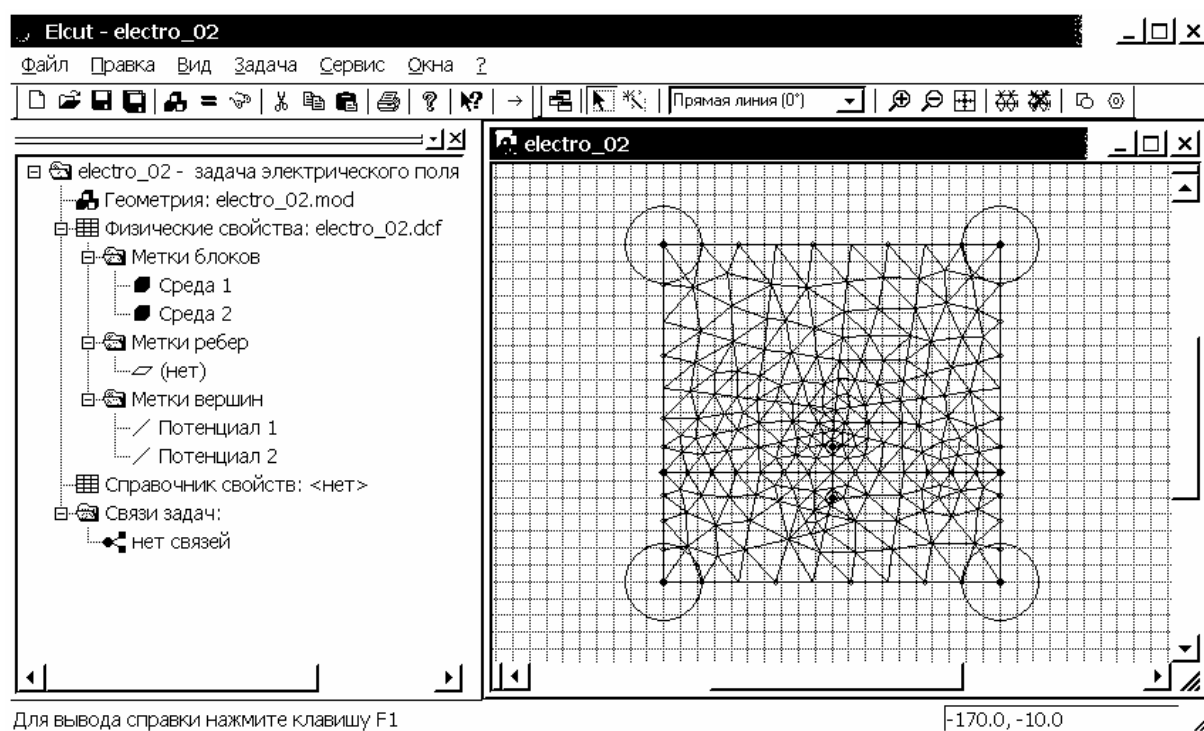 Elcut - electro_02
Файл Правка Вид Задача Сервис Окна ?
Прямая линия (0°)
electro_02 - задача электрического поля
Геометрия: electro_02.mod
Физические свойства: electro_02.dcf
Метки блоков
Среда 1
Среда 2
Метки ребер
(нет)
Метки вершин
Потенциал 1
Потенциал 2
Справочник свойств: <нет>
Связи задач:
нет связей
electro_02
Для вывода справки нажмите клавишу F1
-170.0, -10.0